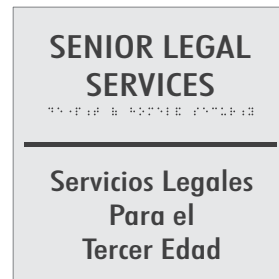 SENIOR LEGAL
SERVICES
Servicios Legales
Para el
Tercer Edad